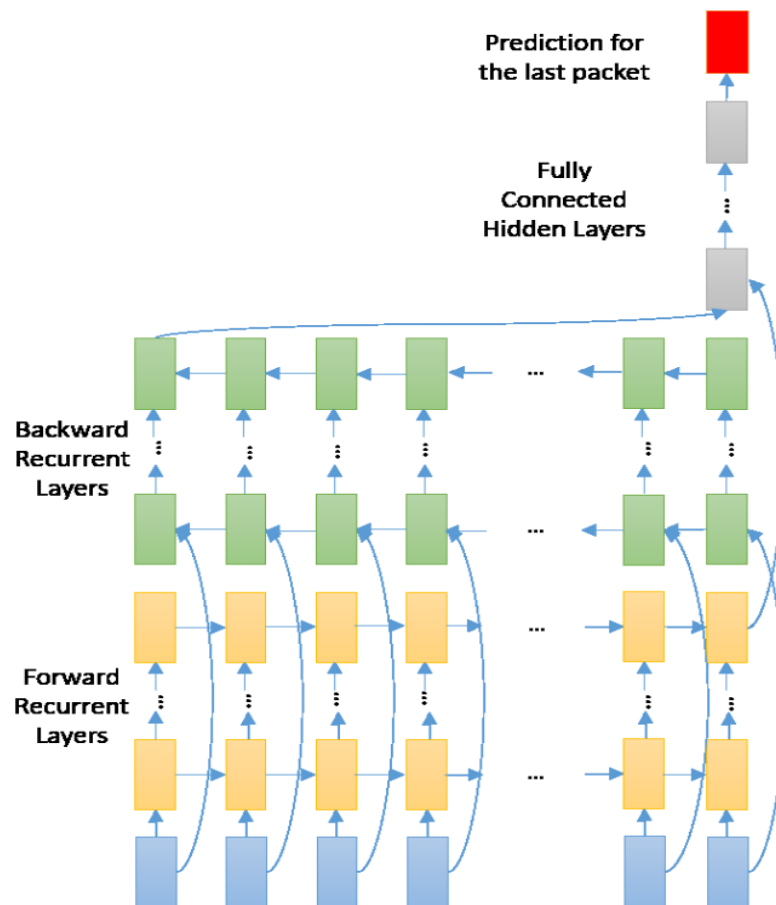 Prediction for
the last packet
Fully
Connected
Hidden Layers
Backward
Recurrent
Layers
Forward
Recurrent
Layers